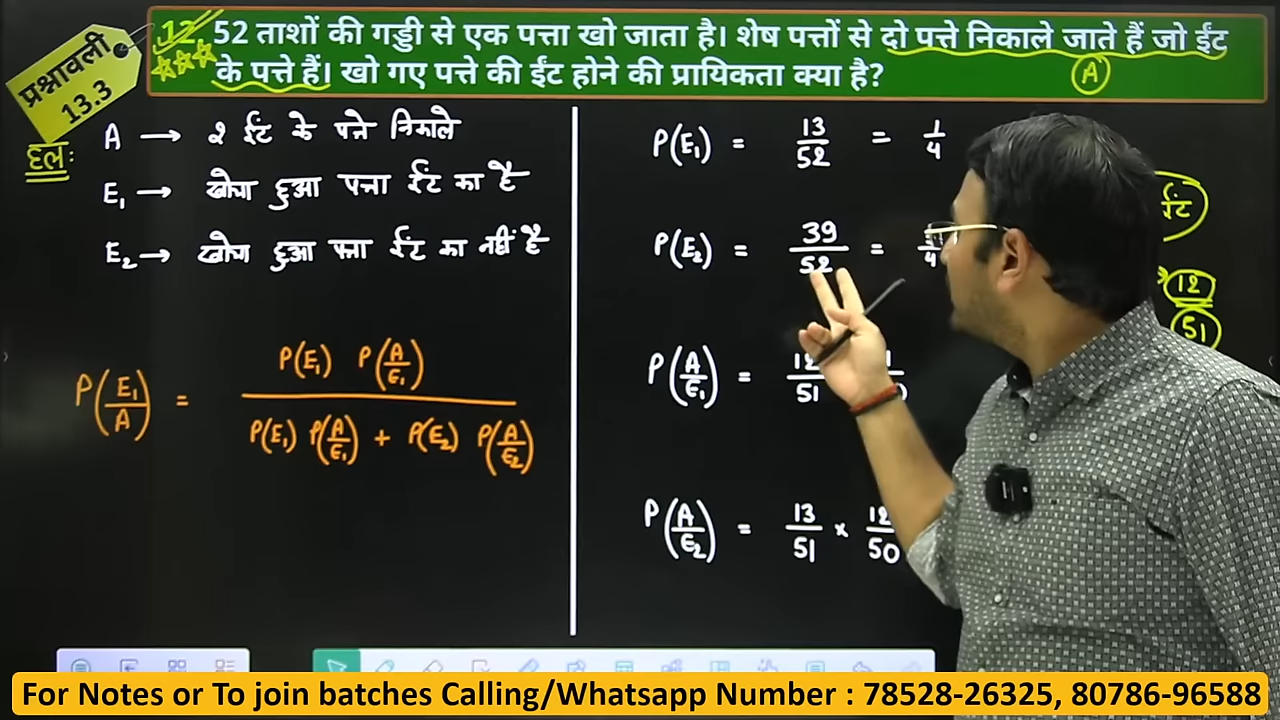 प्रश्नावली
13.3
12. 52 ताशों की गड्डी से एक पत्ता खो जाता है। शेष पत्तों से दो पत्ते निकाले जाते हैं जो ईंट
के पत्ते हैं। खो गए पत्ते की ईंट होने की प्रायिकता क्या है?
A
हल:
A → 2 ईंट के पत्ते निकाले
E₁ → खोया हुआ पत्ता ईंट का है
E₂ → खोया हुआ पत्ता ईंट का नहीं है
P(E₁/A) = P(E₁) P(A/E₁) / P(E₁) P(A/E₁) + P(E₂) P(A/E₂)
P(E₁) = 13/52 = 1/4
P(E₂) = 39/52 =
P(A/E₁) = 51
P(A/E₂) = 13/51 × 12/50
ईंट
12
51
For Notes or To join batches Calling/Whatsapp Number : 78528-26325, 80786-96588